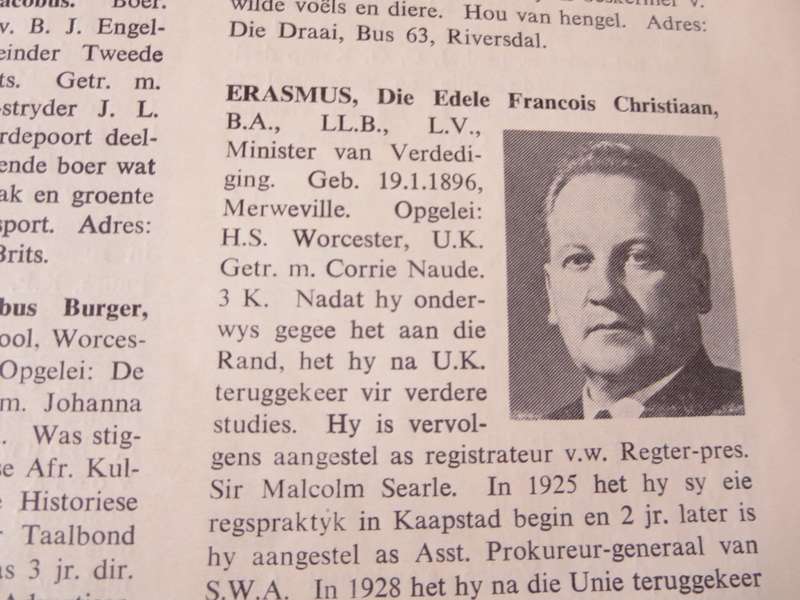 Jacobus. Boer.
v. B. J. Engel-
einder Tweede
ts. Getr. m.
-stryder J. L.
rdepoort deel-
ende boer wat
ak en groente
sport. Adres:
Brits.
bus Burger,
ool, Worces-
Opgelei: De
m. Johanna
. Was stig-
se Afr. Kul-
Historiese
Taalbond
as 3 jr. dir.
wilde voëls en diere. Hou van hengel. Adres:
Die Draai, Bus 63, Riversdal.
ERASMUS, Die Edele Francois Christiaan,
B.A., LL.B., L.V.,
Minister van Verdedi-
ging. Geb. 19.1.1896,
Merweville. Opgelei:
H.S. Worcester, U.K.
Getr. m. Corrie Naude.
3 K. Nadat hy onder-
wys gegee het aan die
Rand, het hy na U.K.
teruggekeer vir verdere
studies. Hy is vervol-
gens aangestel as registrateur v.w. Regter-pres.
Sir Malcolm Searle. In 1925 het hy sy eie
regspraktyk in Kaapstad begin en 2 jr. later is
hy aangestel as Asst. Prokureur-generaal van
S.W.A. In 1928 het hy na die Unie teruggekeer